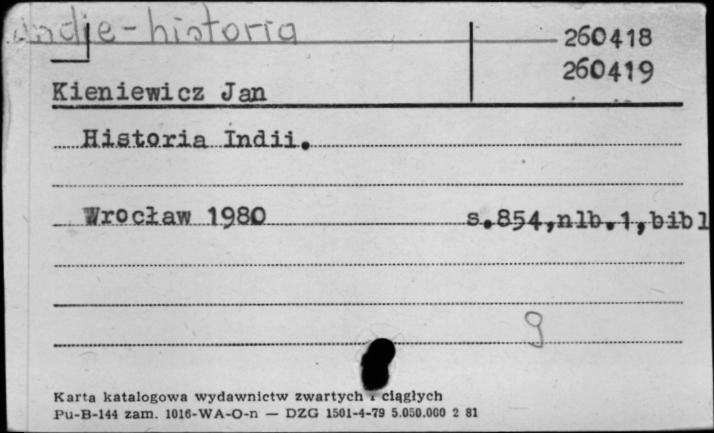 Indie - historia
260418
260419
Kieniewicz Jan
Historia Indii.
Wrocław 1980 s.854,nlb.1,bibl
g
Karta katalogowa wydawnictw zwartych i ciągłych
Pu-B-144 zam. 1016-WA-O-n — DZG 1501-4-79 5.050.000 2 81